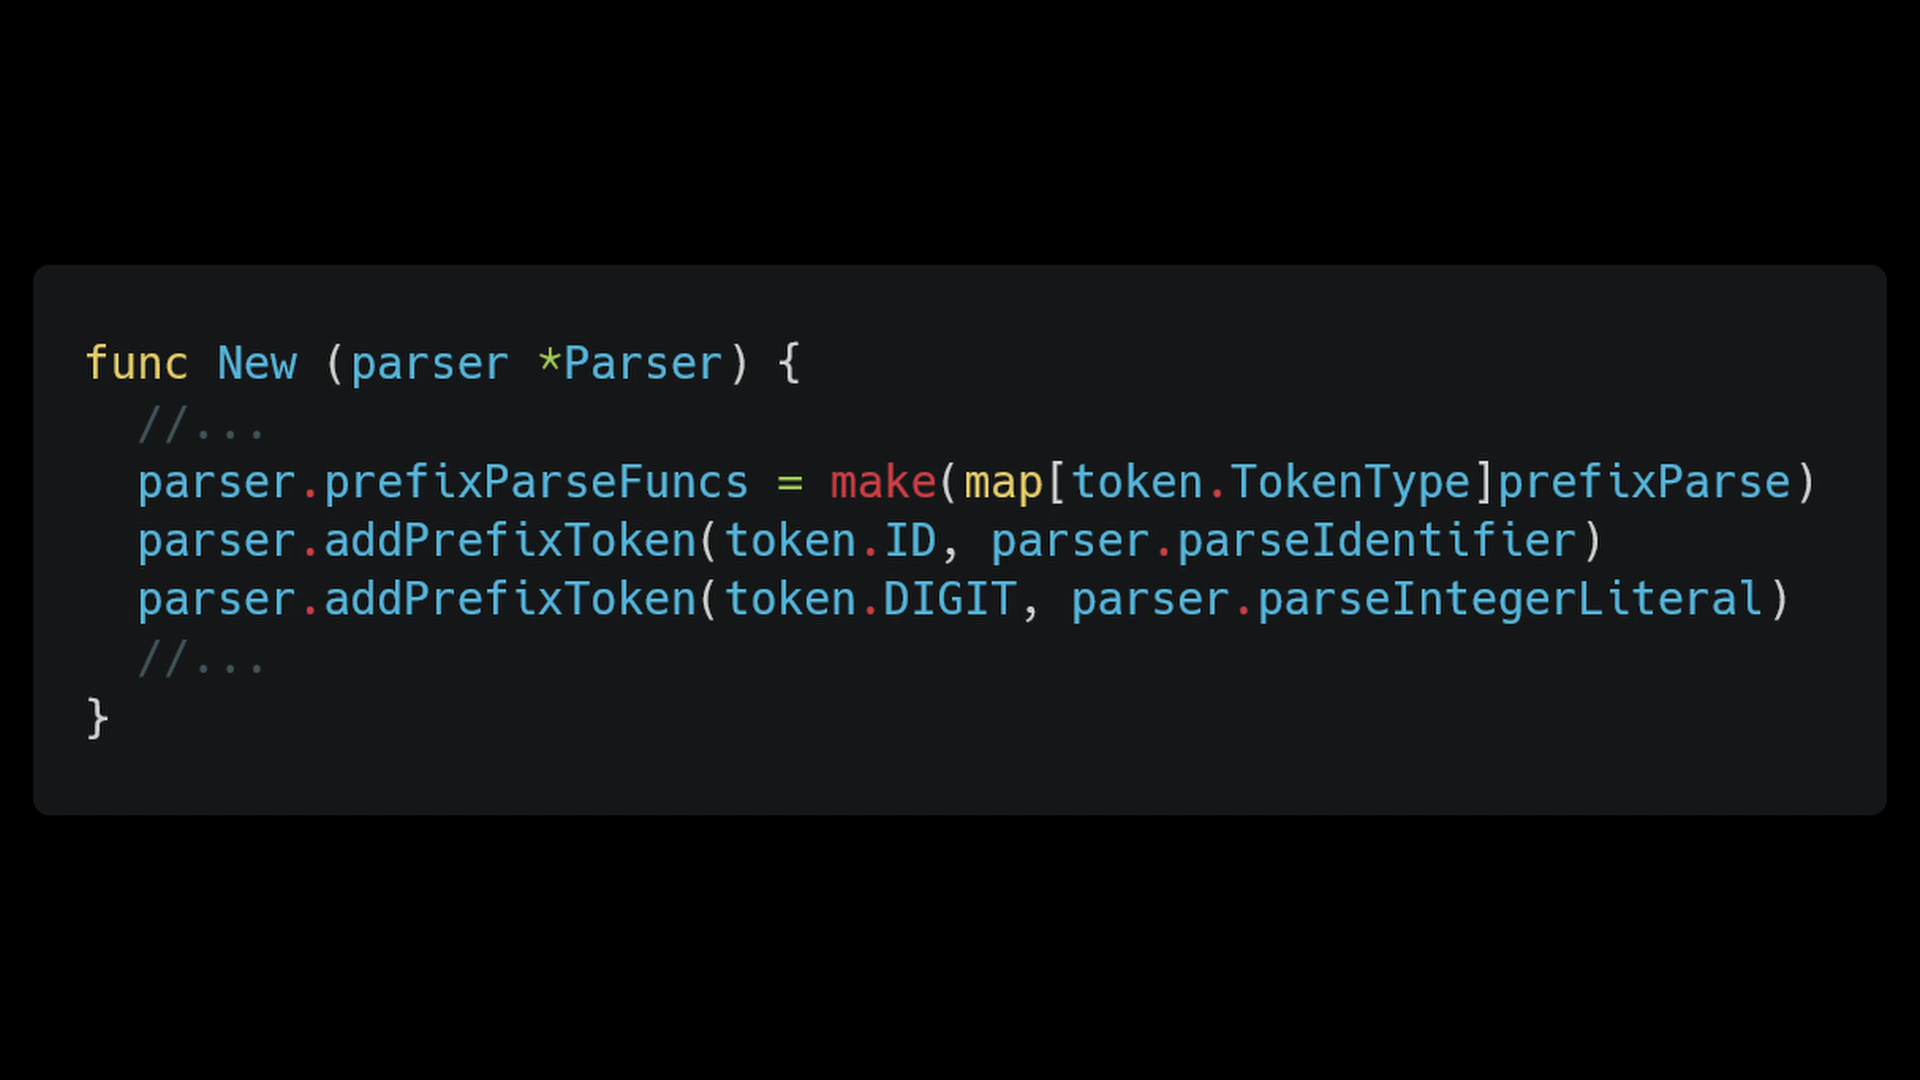 func New (parser *Parser) {
//...
parser.prefixParseFuncs = make(map[token.TokenType]prefixParse)
parser.addPrefixToken(token.ID, parser.parseIdentifier)
parser.addPrefixToken(token.DIGIT, parser.parseIntegerLiteral)
//...
}